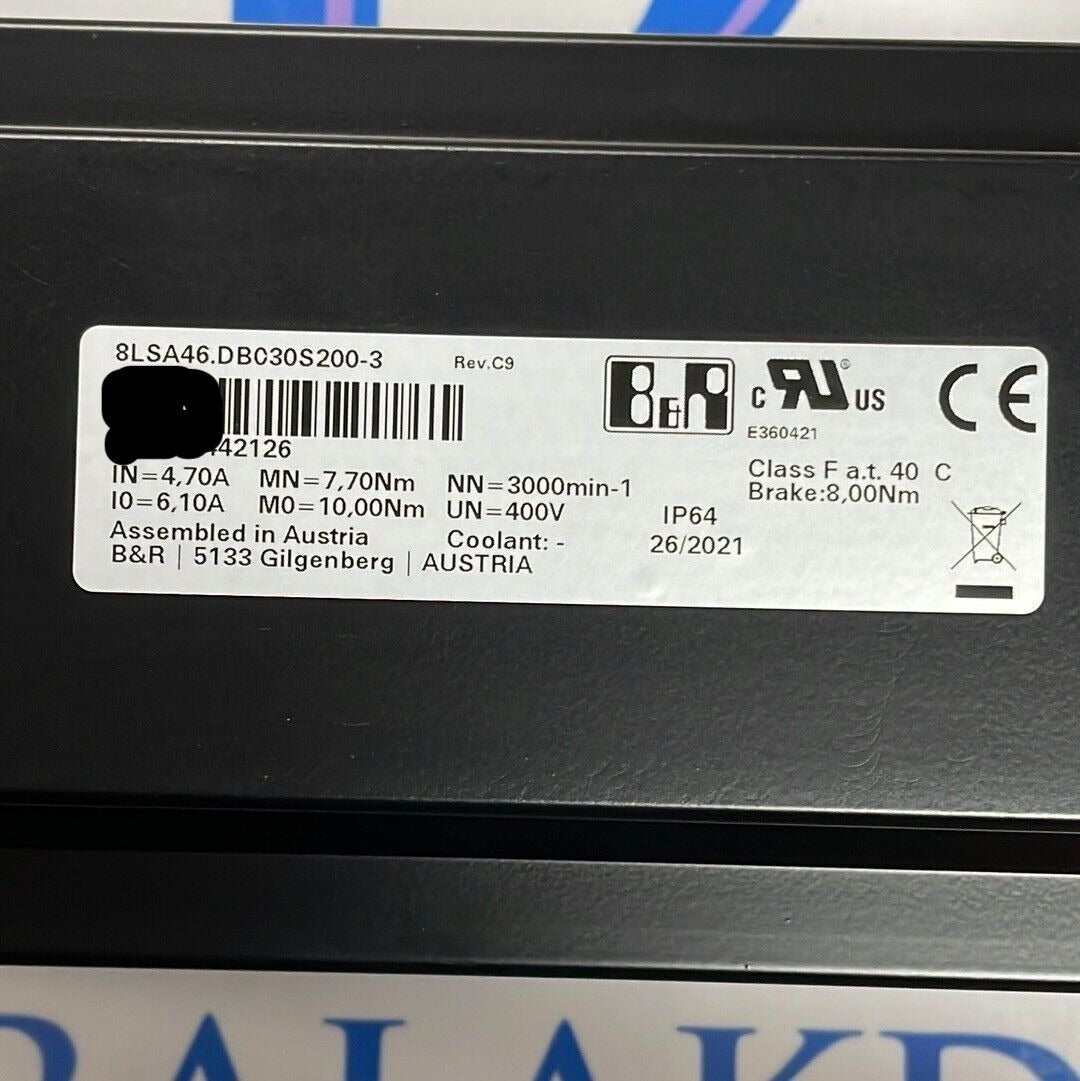 8LSA46.DB030S200-3 Rev.C9
B&R
c RU ® US
CE
E360421
442126
IN=4,70A MN=7,70Nm NN=3000min-1
I0=6,10A M0=10,00Nm UN=400V
Class F a.t. 40 C
Brake:8,00Nm
IP64
Assembled in Austria Coolant: - 26/2021
B&R | 5133 Gilgenberg | AUSTRIA